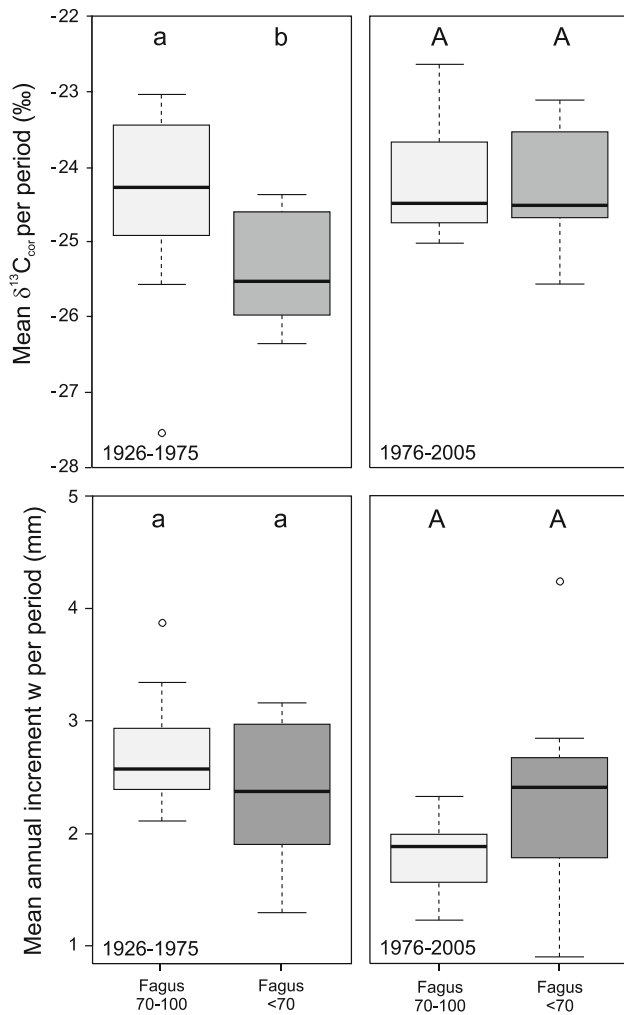 Mean δ¹³C_cor per period (‰)
-22
-23
-24
-25
-26
-27
-28
a b
1926-1975
A A
1976-2005
Mean annual increment w per period (mm)
5
4
3
2
1
a a
1926-1975
A A
1976-2005
Fagus Fagus Fagus Fagus
70-100 <70 70-100 <70